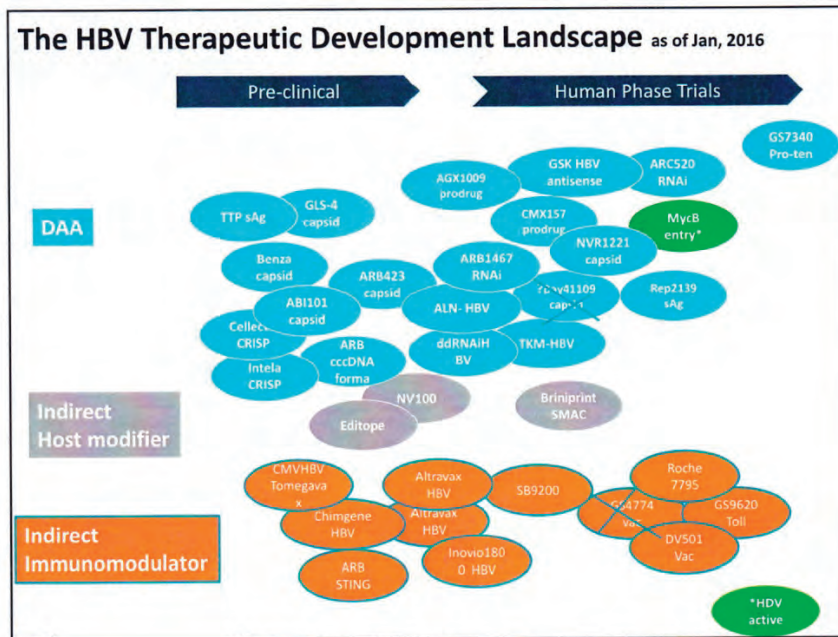 The HBV Therapeutic Development Landscape as of Jan, 2016
Pre-clinical
Human Phase Trials
GS7340
Pro-ten
GSK HBV
antisense
ARC520
RNAi
AGX1009
prodrug
DAA
TTP sAg
GLS-4
capsid
CMX157
prodrug
MycB
entry*
NVR1221
capsid
Benza
capsid
ARB423
capsid
ARB1467
RNAi
capsid
Rep2139
sAg
ABI101
capsid
ALN- HBV
Cellect
CRISP
ARB
cccDNA
forma
ddRNAiH
BV
TKM-HBV
Intela
CRISP
Indirect
Host modifier
NV100
Editope
Briniprint
SMAC
CMVHBV
Tomegava
x
Altravax
HBV
SB9200
Roche
7795
GS4774
Vac
GS9620
Toll
Chimgene
HBV
Altravax
HBV
DV501
Vac
Indirect
Immunomodulator
ARB
STING
Inovio180
0 HBV
*HDV
active